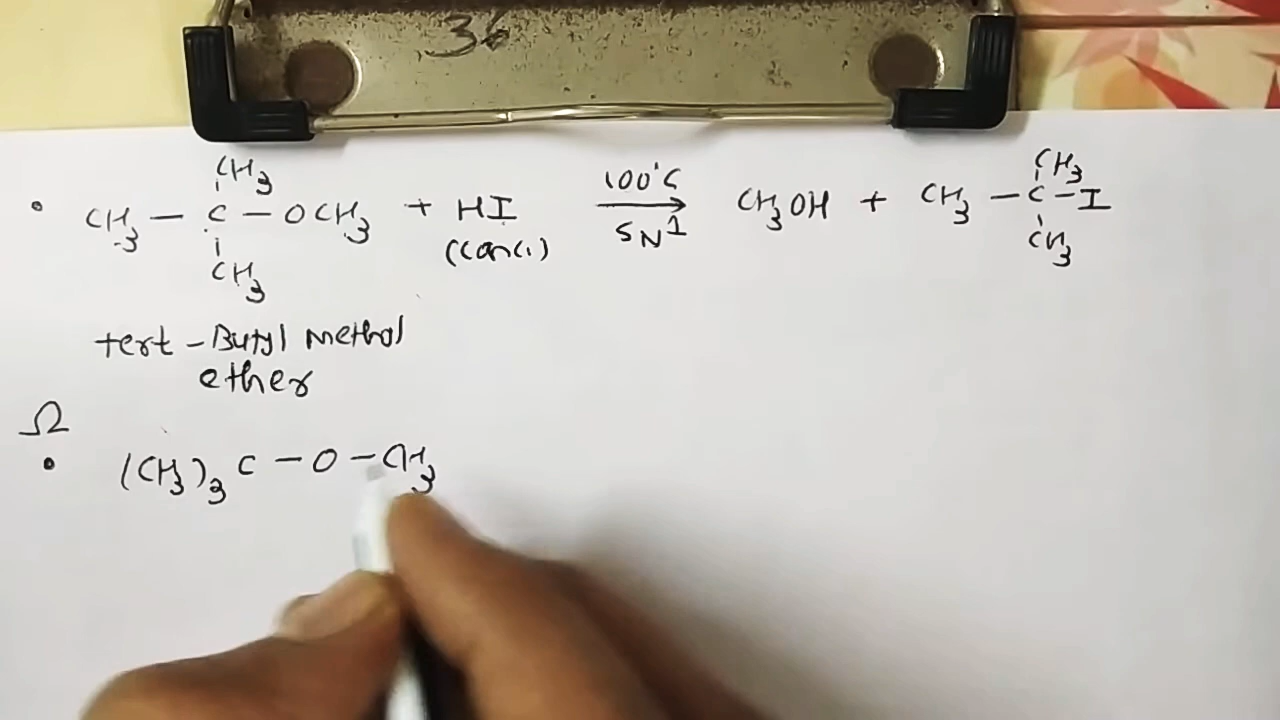 36
CH3
CH3 — C — OCH3 + HI 100°C CH3OH + CH3 — C — I
(conc) SN1
CH3
CH3
CH3
tert - Butyl methol
ether
Ω
• (CH3)3 C — O — CH3